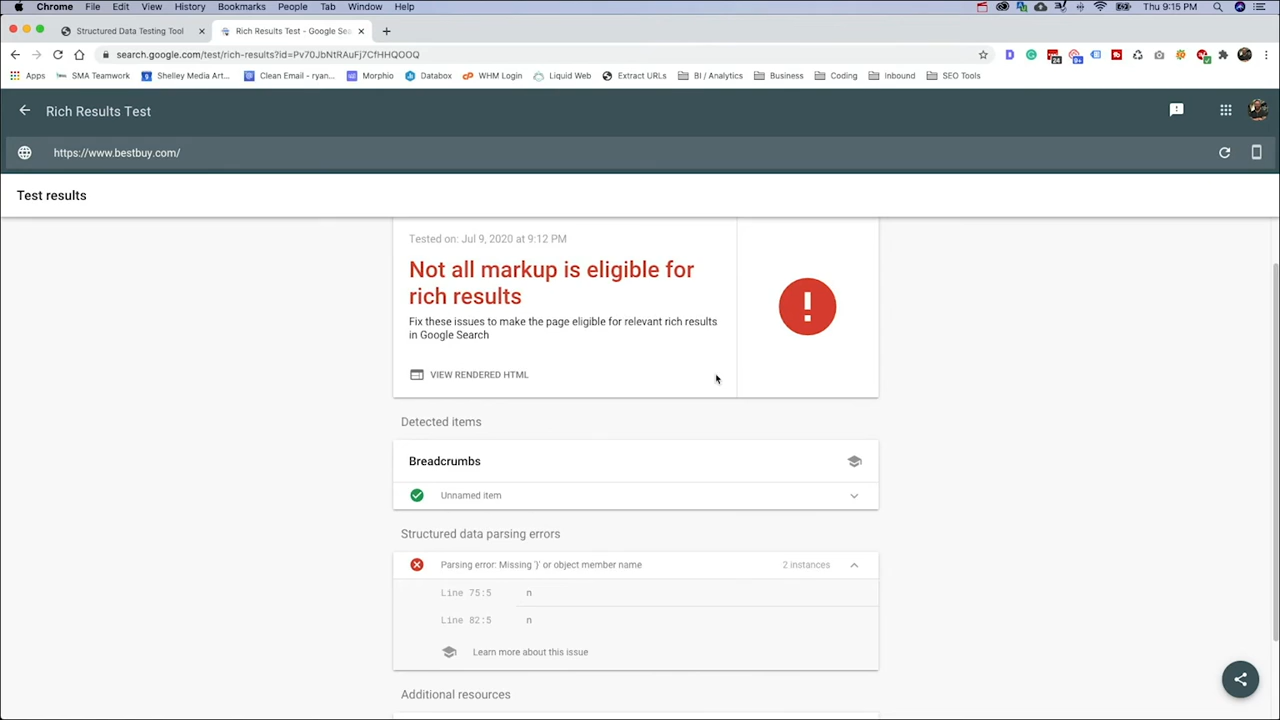 Chrome File Edit View History Bookmarks People Tab Window Help Thu 9:15 PM
Structured Data Testing Tool Rich Results Test - Google Sea
search.google.com/test/rich-results?id=Pv70JbNtRAuFj7CfHHQOOQ 24 9+
Apps SMA Teamwork Shelley Media Art... Clean Email - ryan... Morphio Databox WHM Login Liquid Web Extract URLs BI / Analytics Business Coding inbound SEO Tools
Rich Results Test
https://www.bestbuy.com/
Test results
Tested on: Jul 9, 2020 at 9:12 PM
Not all markup is eligible for
rich results
Fix these issues to make the page eligible for relevant rich results
in Google Search
VIEW RENDERED HTML
Detected items
Breadcrumbs
Unnamed item
Structured data parsing errors
Parsing error: Missing '}' or object member name 2 instances
Line 75:5 n
Line 82:5 n
Learn more about this issue
Additional resources